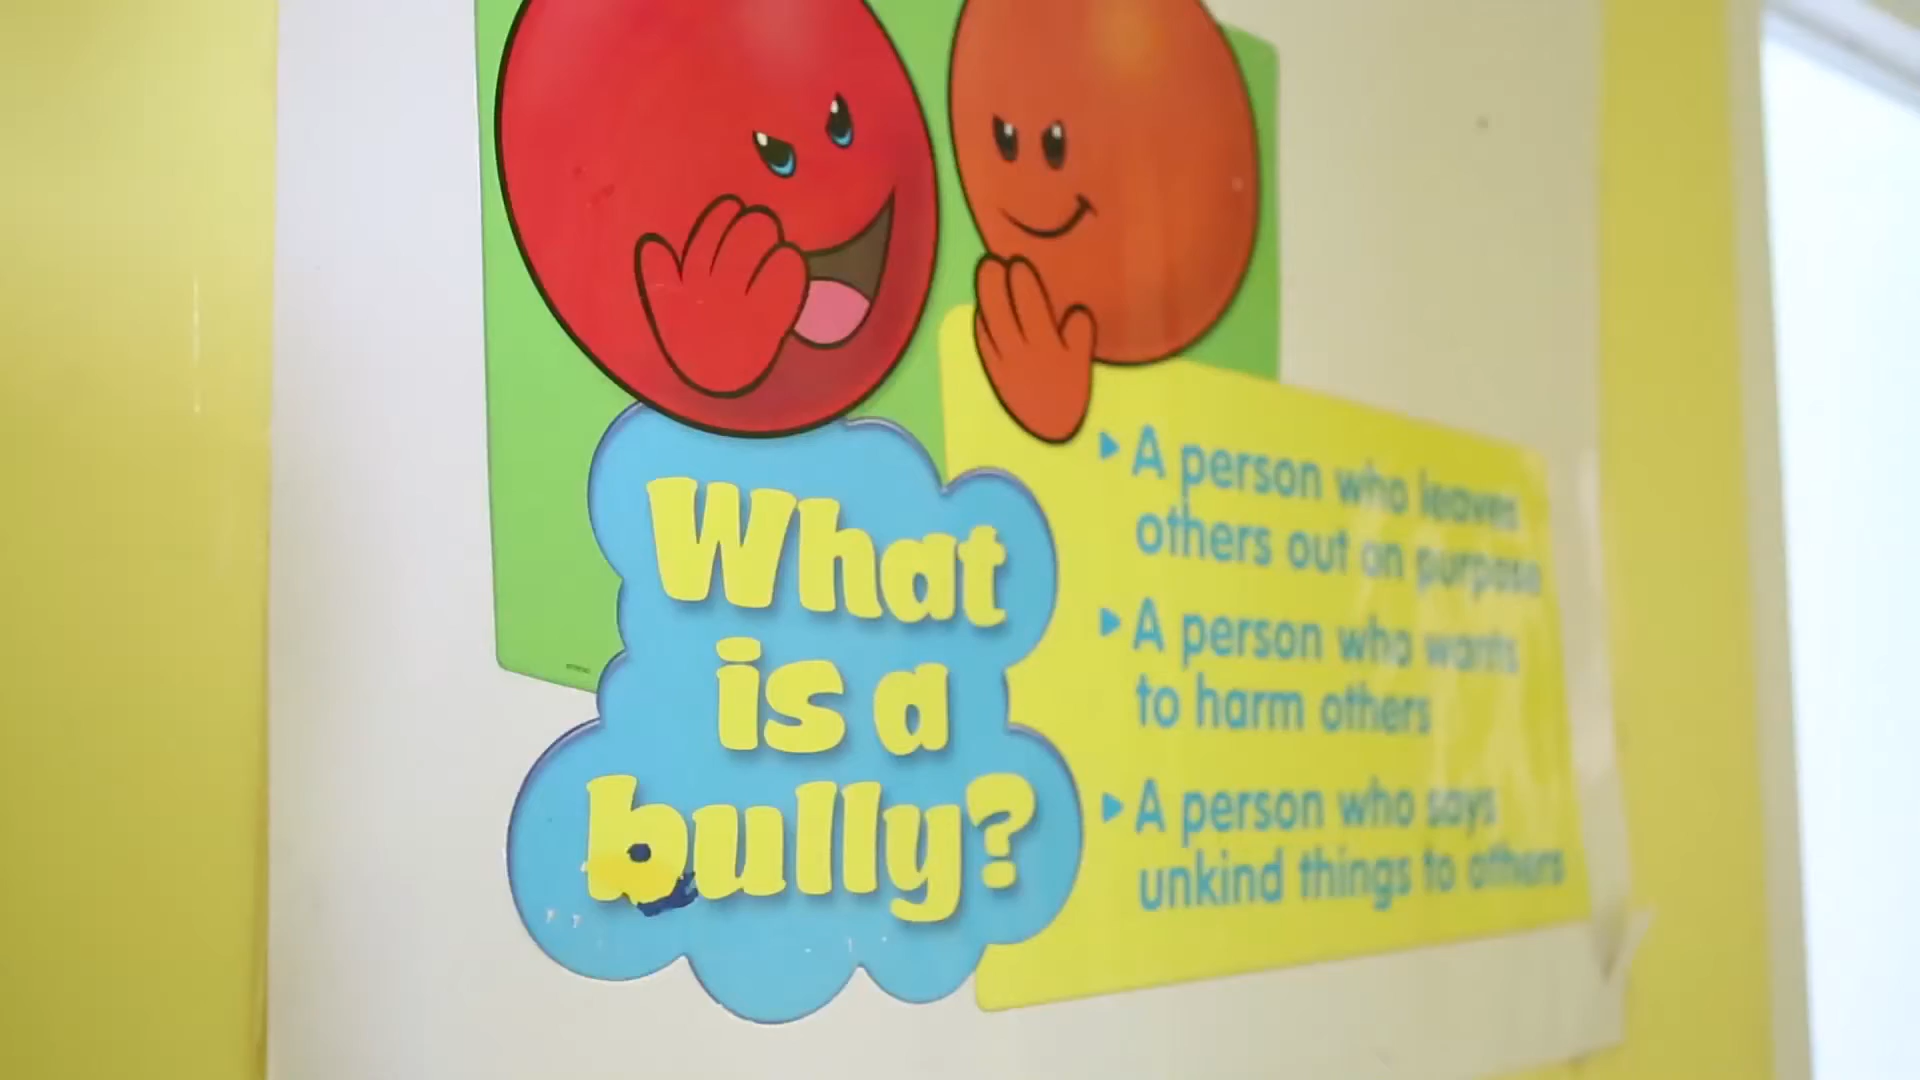 What
is a
bully?
▸ A person who leaves
others out on purpose
▸ A person who wants
to harm others
▸ A person who says
unkind things to others